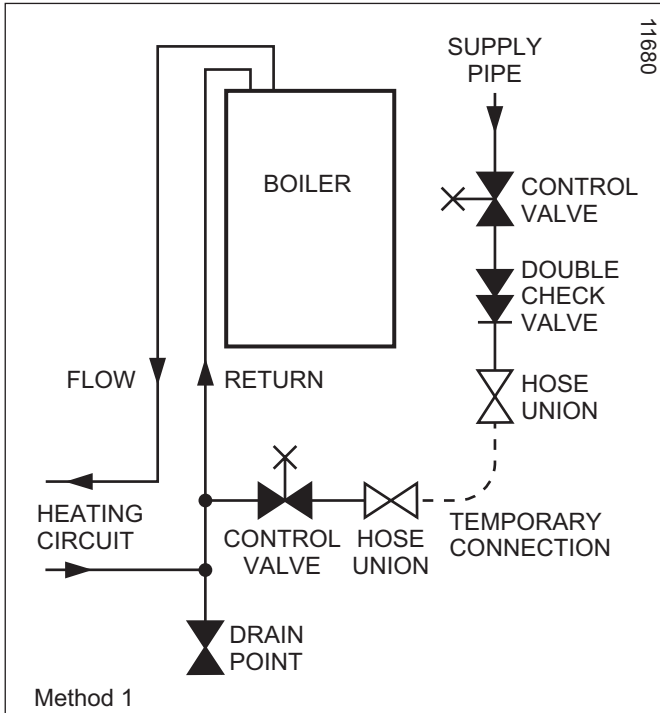 11680
SUPPLY
PIPE
BOILER
CONTROL
VALVE
DOUBLE
CHECK
VALVE
FLOW
RETURN
HOSE
UNION
HEATING
CIRCUIT
CONTROL
VALVE
HOSE
UNION
TEMPORARY
CONNECTION
DRAIN
POINT
Method 1